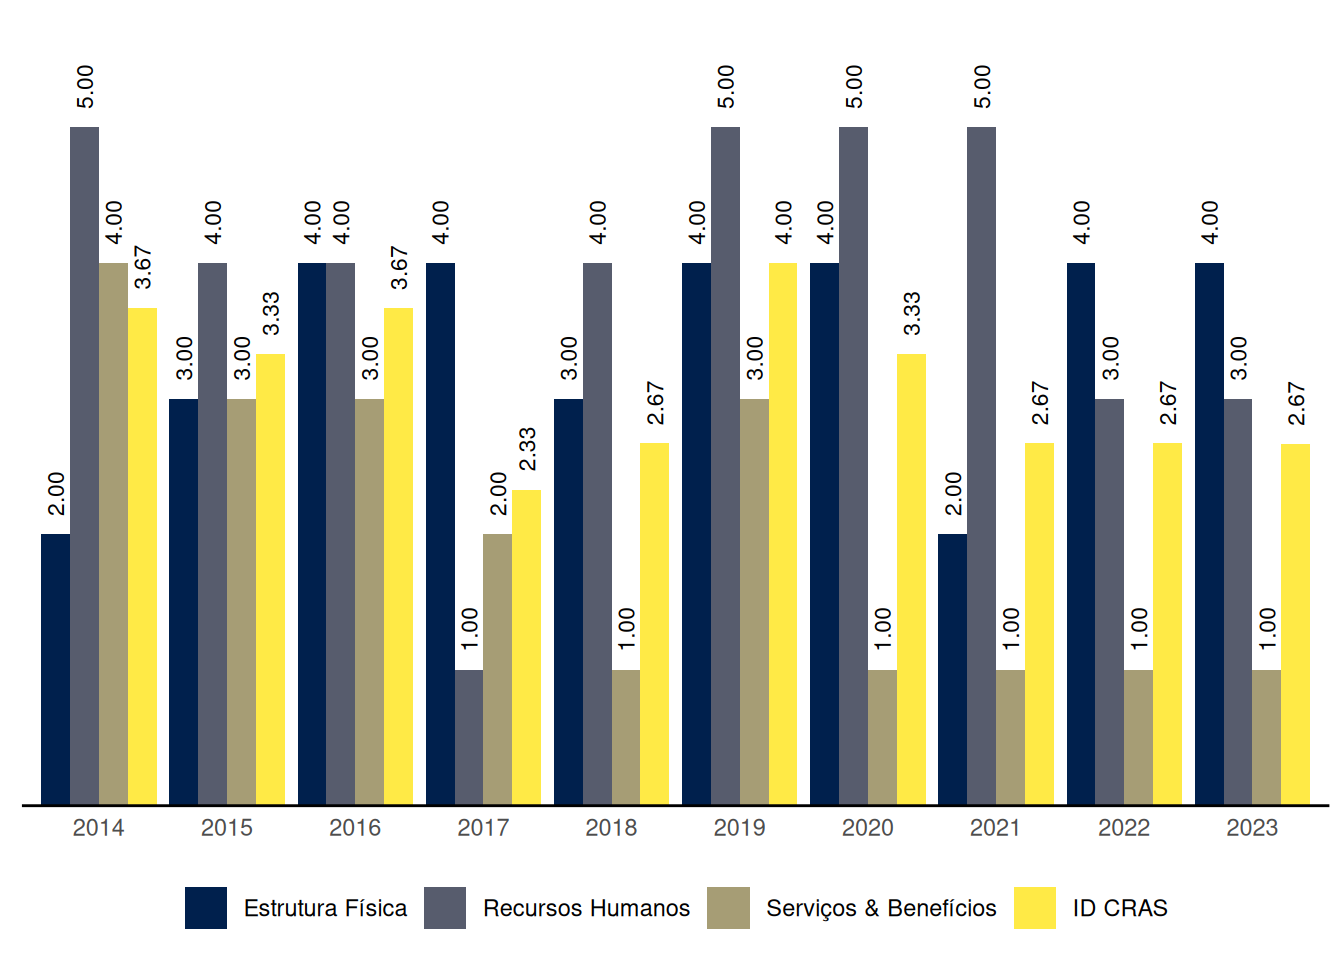 5.00 5.00 5.00 5.00
4.00 4.00 4.00 4.00 4.00 4.00 4.00 4.00 4.00 4.00 4.00
3.67 3.67
3.33 3.33
3.00 3.00 3.00 3.00 3.00 3.00 3.00
2.67 2.67 2.67 2.67
2.33
2.00 2.00 2.00
1.00 1.00 1.00 1.00 1.00 1.00
2014 2015 2016 2017 2018 2019 2020 2021 2022 2023
Estrutura Física Recursos Humanos Serviços & Benefícios ID CRAS